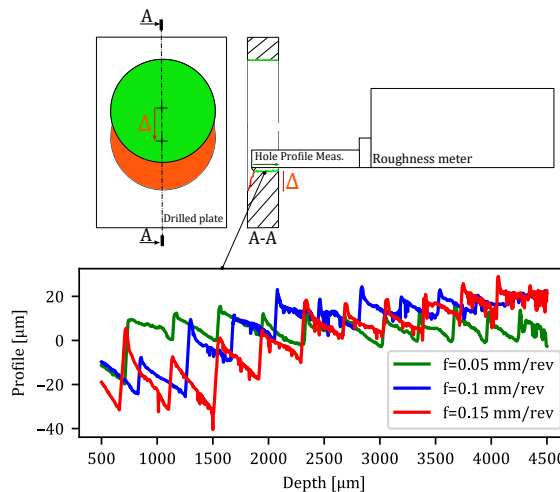 A
Δ
Hole Profile Meas.
Roughness meter
Δ
Drilled plate
A
A-A
Profile [µm]
20
0
−20
−40
f=0.05 mm/rev
f=0.1 mm/rev
f=0.15 mm/rev
500 1000 1500 2000 2500 3000 3500 4000 4500
Depth [µm]